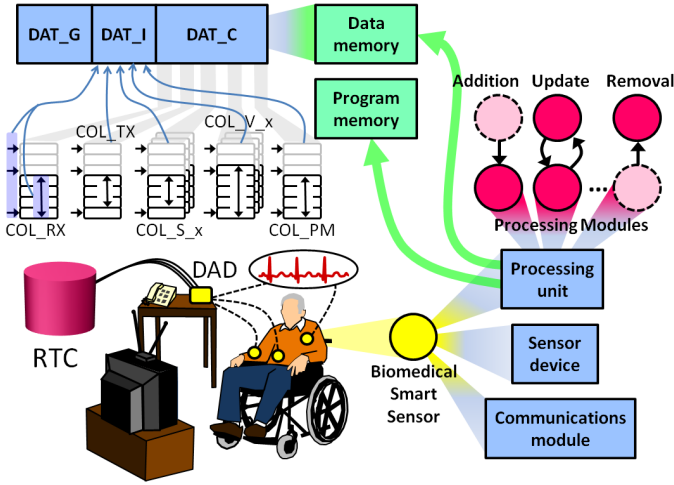 DAT_G DAT_I DAT_C
Data
memory
Program
memory
Addition Update Removal
COL_TX
COL_V_x
COL_RX
COL_S_x
COL_PM
...
Processing Modules
DAD
RTC
Processing
unit
Biomedical
Smart
Sensor
Sensor
device
Communications
module